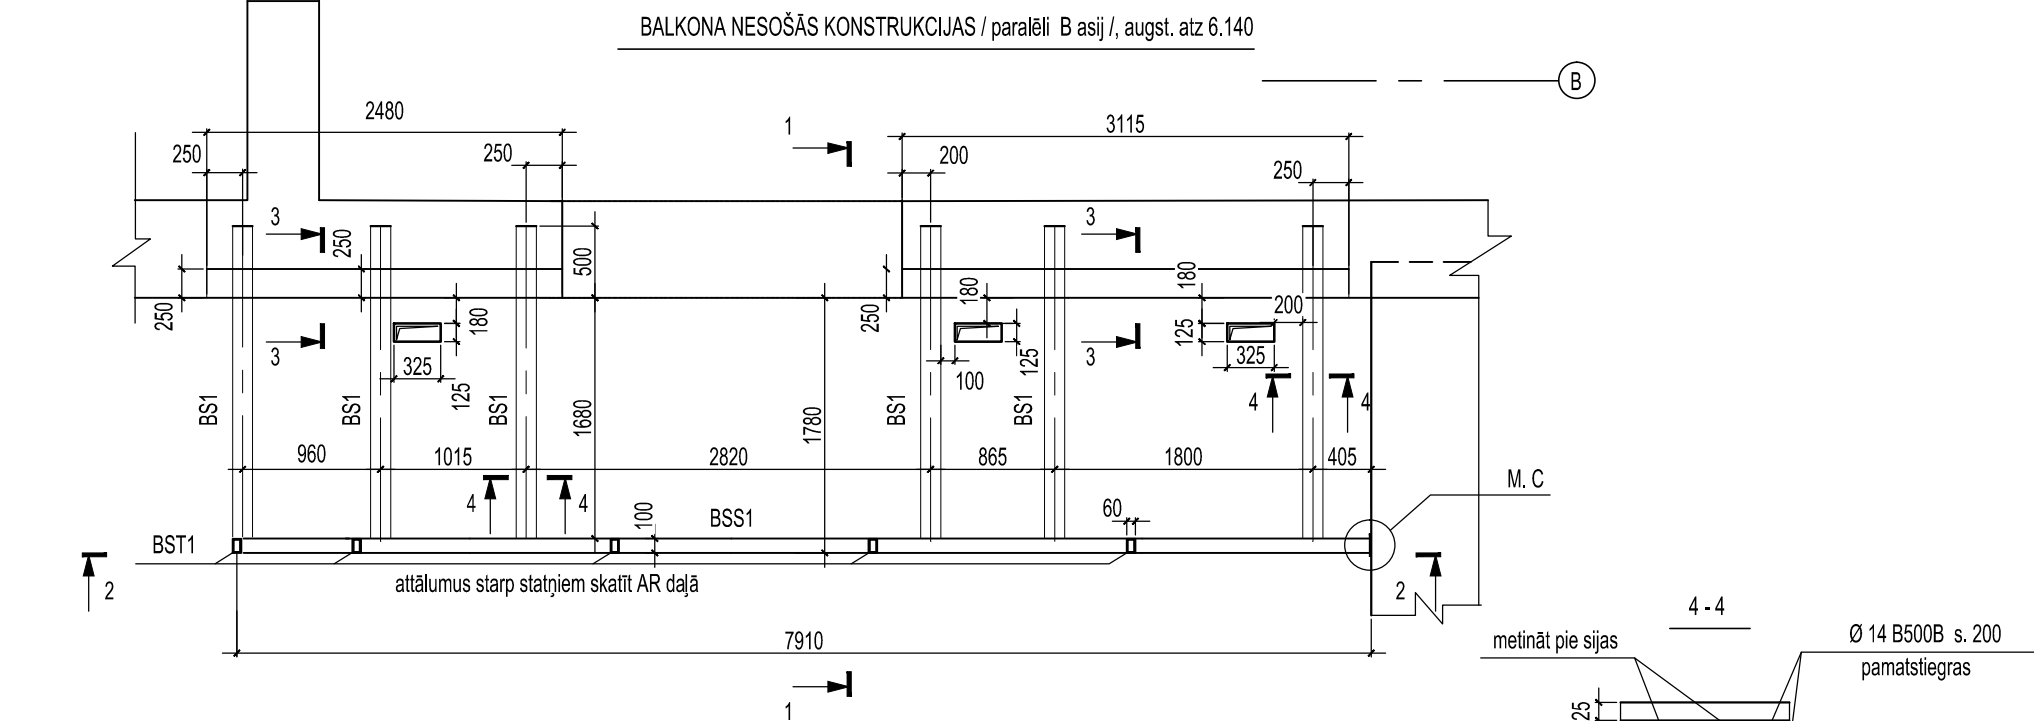 BALKONA NESOŠĀS KONSTRUKCIJAS / paralēli B asij /, augst. atz 6.140
B
2480
1
3115
250
250
200
250
3
250
500
3
180
180
250
180
250
200
3
325
125
100
125
3
125
325
BS1
BS1
BS1
1680
1780
BS1
BS1
4
4
960
1015
2820
865
1800
405
4
4
100
BSS1
60
M. C
BST1
attālumus starp statņiem skatīt AR daļā
2
2
7910
1
4 - 4
metināt pie sijas
Ø 14 B500B s. 200
pamatstiegras
25